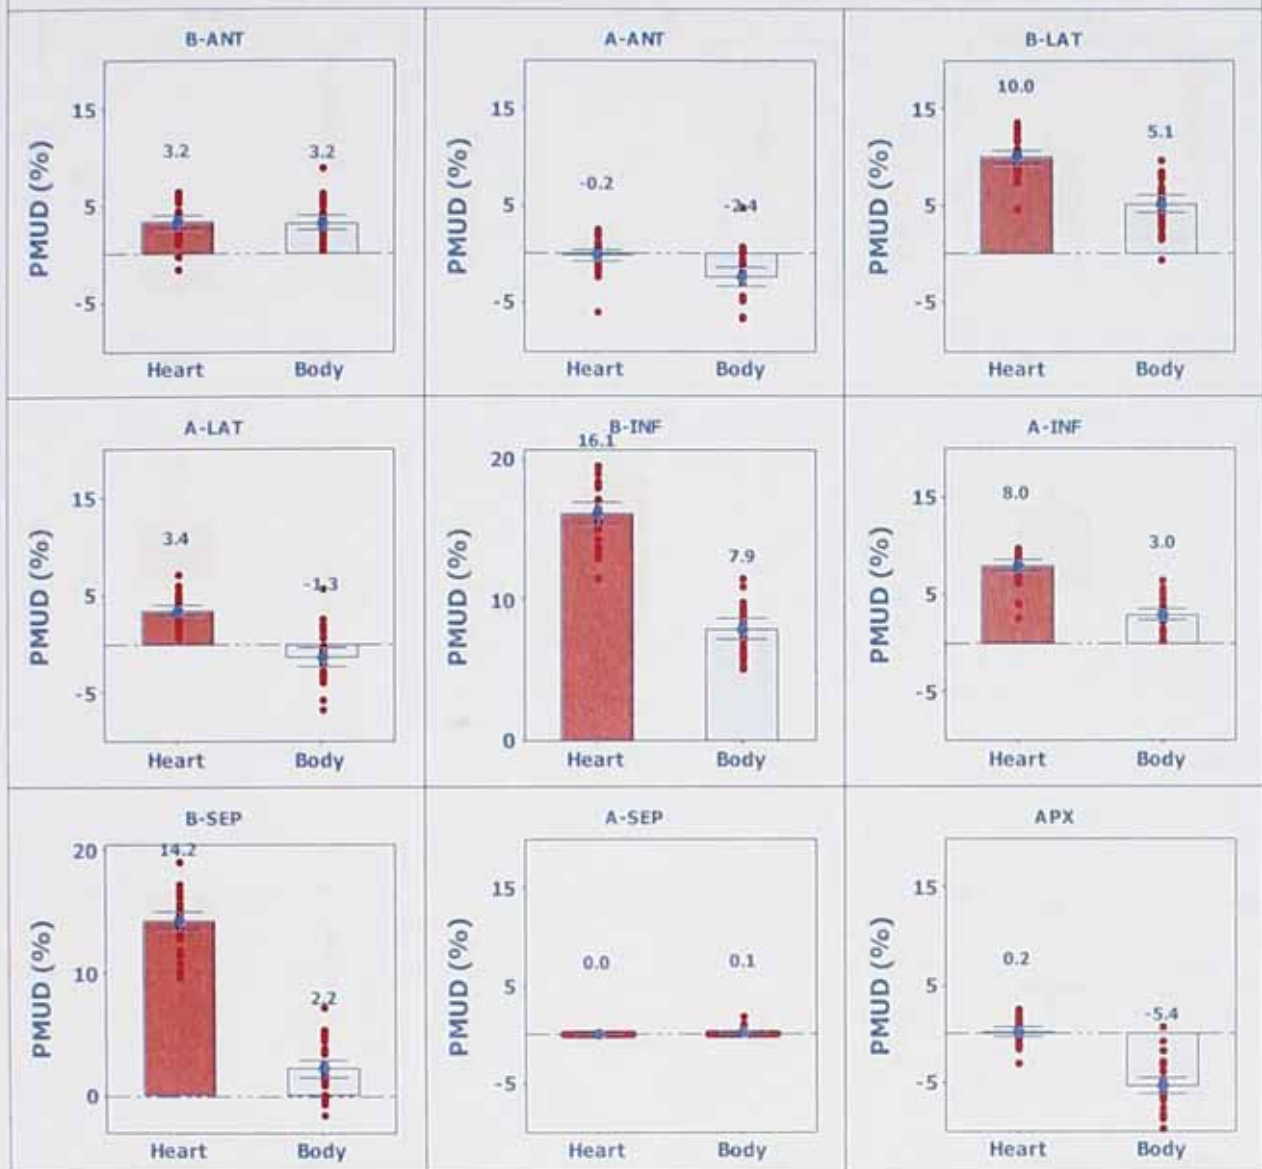 B-ANT
A-ANT
B-LAT
PMUD (%)
15
5
-5
3.2
3.2
Heart
Body
PMUD (%)
15
5
-5
-0.2
-2.4
Heart
Body
PMUD (%)
15
5
-5
10.0
5.1
Heart
Body
A-LAT
B-INF
A-INF
PMUD (%)
15
5
-5
3.4
-1.3
Heart
Body
PMUD (%)
20
10
0
16.1
7.9
Heart
Body
PMUD (%)
15
5
-5
8.0
3.0
Heart
Body
B-SEP
A-SEP
APX
PMUD (%)
20
10
0
14.2
2.2
Heart
Body
PMUD (%)
15
5
-5
0.0
0.1
Heart
Body
PMUD (%)
15
5
-5
0.2
-5.4
Heart
Body